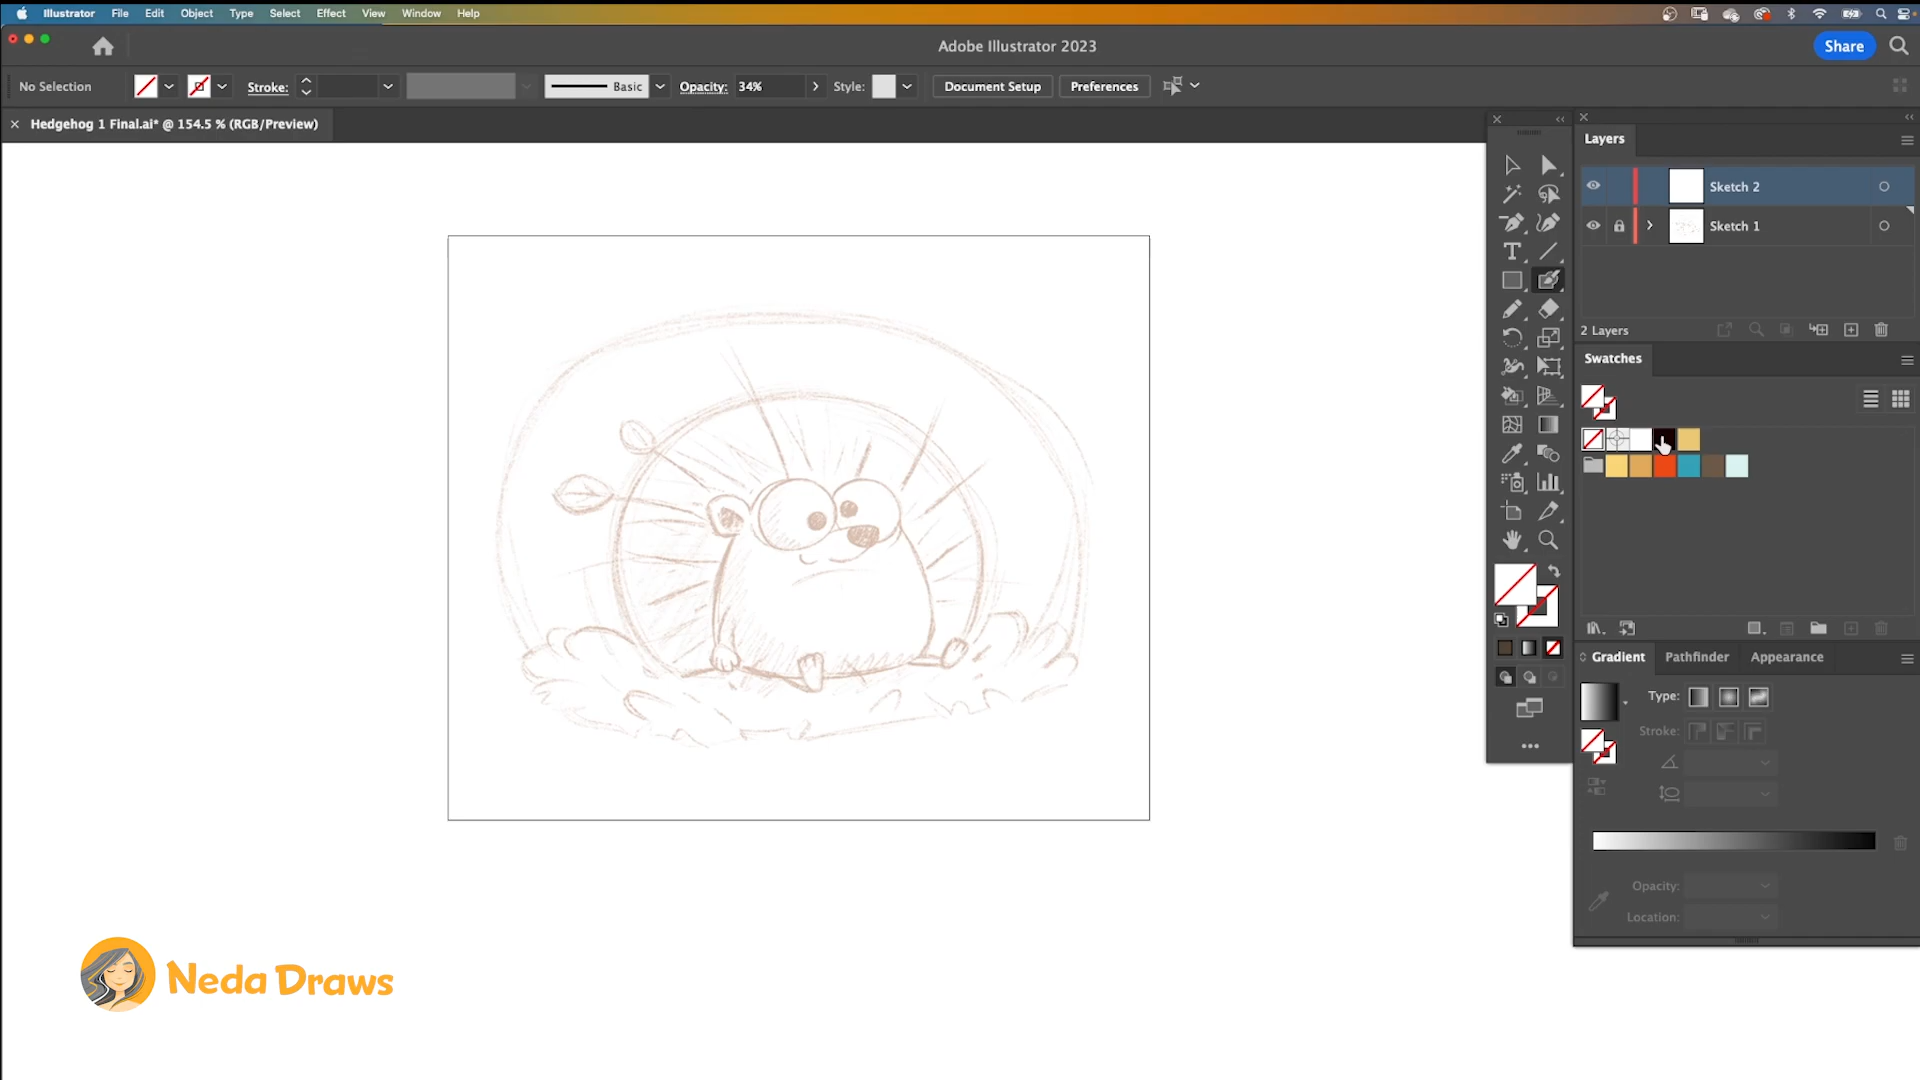 Illustrator File Edit Object Type Select Effect View Window Help
Adobe Illustrator 2023
Share
No Selection Stroke: Basic Opacity: 34% Style: Document Setup Preferences
Hedgehog 1 Final.ai* @ 154.5 % (RGB/Preview)
Layers
Sketch 2
Sketch 1
2 Layers
Swatches
Gradient Pathfinder Appearance
Type:
Stroke:
Opacity:
Location:
Neda Draws